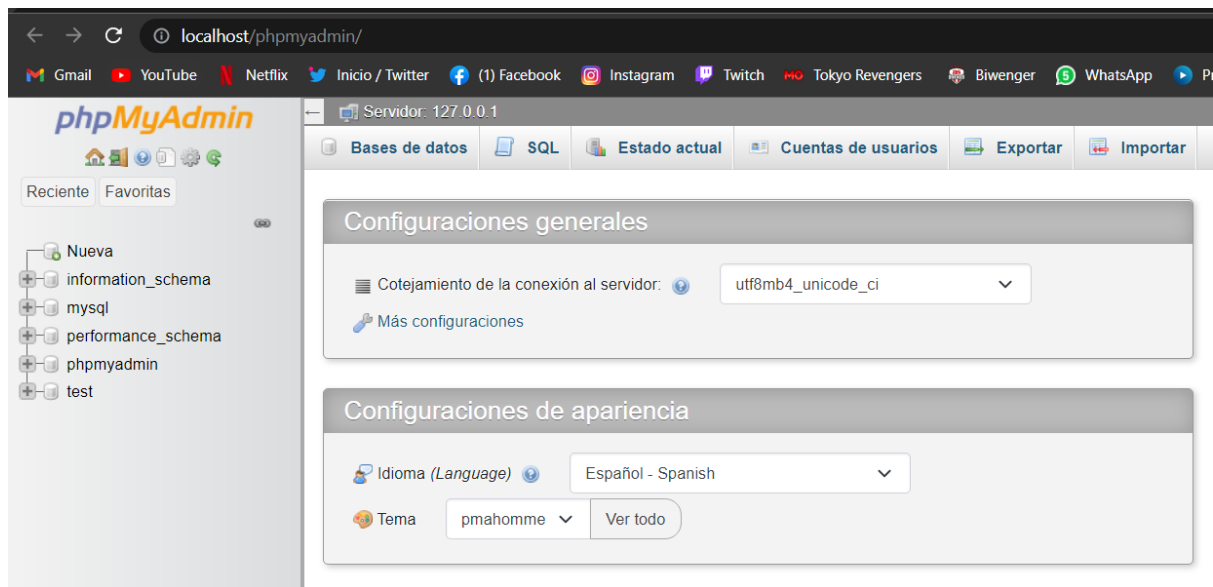 localhost/phpmyadmin/
Gmail YouTube Netflix Inicio / Twitter (1) Facebook Instagram Twitch Tokyo Revengers Biwenger WhatsApp
phpMyAdmin
Reciente Favoritas
Nueva
information_schema
mysql
performance_schema
phpmyadmin
test
Servidor: 127.0.0.1
Bases de datos SQL Estado actual Cuentas de usuarios Exportar Importar
Configuraciones generales
Cotejamiento de la conexión al servidor: utf8mb4_unicode_ci
Más configuraciones
Configuraciones de apariencia
Idioma (Language) Español - Spanish
Tema pmahomme Ver todo